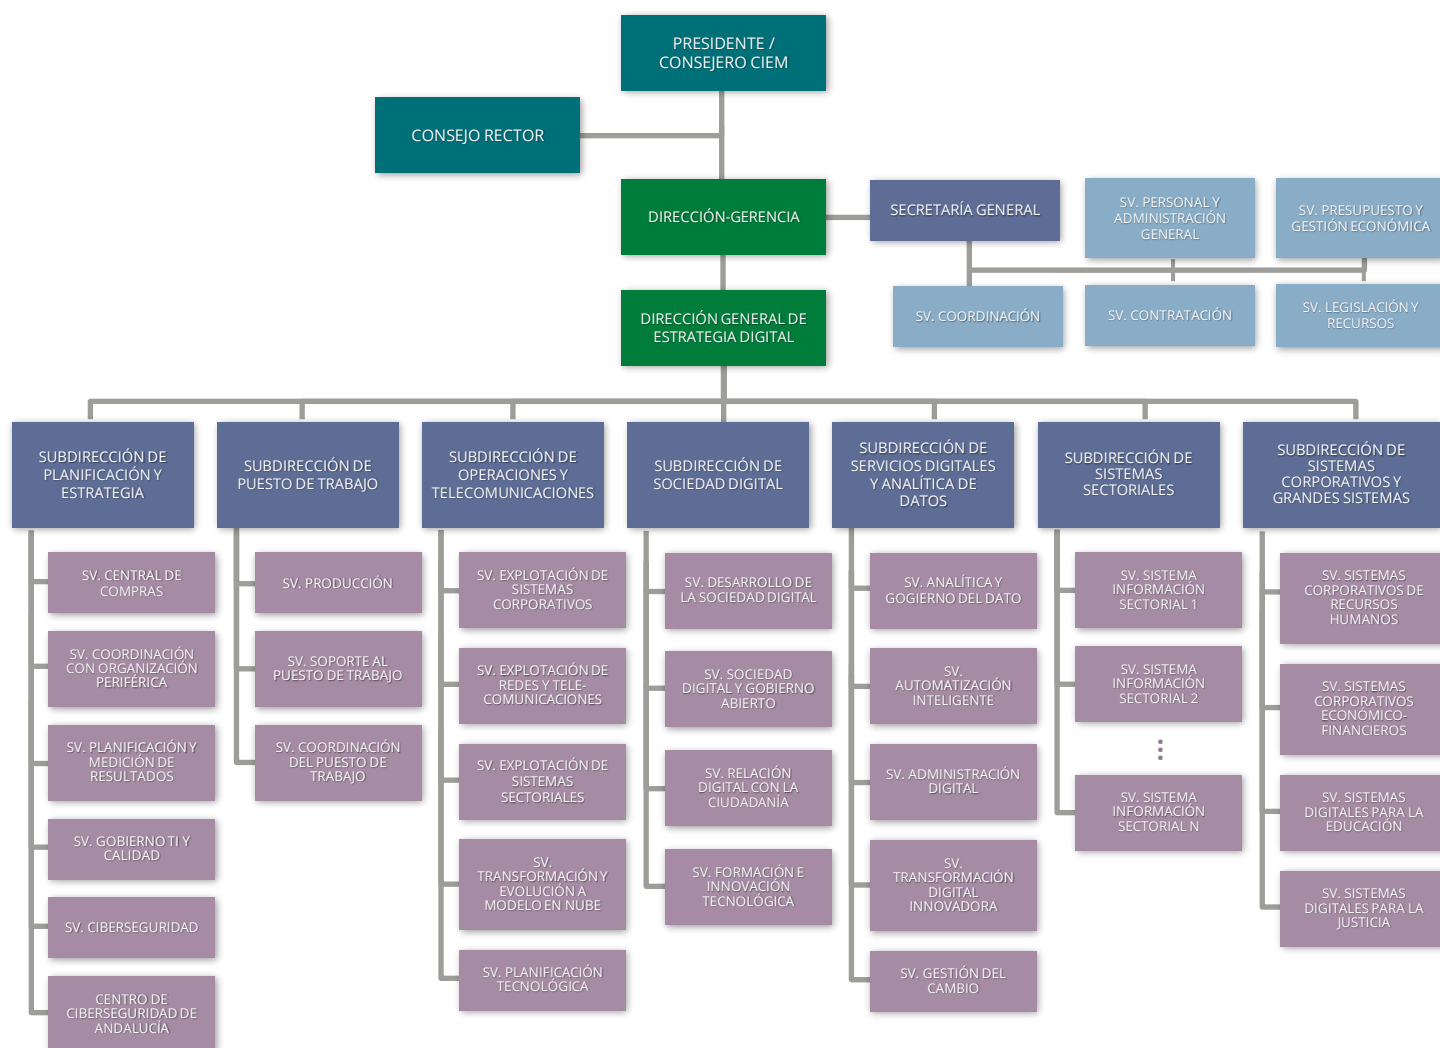 PRESIDENTE /
CONSEJERO CIEM
CONSEJO RECTOR
DIRECCIÓN-GERENCIA
SECRETARÍA GENERAL
SV. PERSONAL Y
ADMINISTRACIÓN
GENERAL
SV. PRESUPUESTO Y
GESTIÓN ECONÓMICA
SV. COORDINACIÓN
SV. CONTRATACIÓN
SV. LEGISLACIÓN Y
RECURSOS
DIRECCIÓN GENERAL DE
ESTRATEGIA DIGITAL
SUBDIRECCIÓN DE
PLANIFICACIÓN Y
ESTRATEGIA
SV. CENTRAL DE
COMPRAS
SV. COORDINACIÓN
CON ORGANIZACIÓN
PERIFÉRICA
SV. PLANIFICACIÓN Y
MEDICIÓN DE
RESULTADOS
SV. GOBIERNO TI Y
CALIDAD
SV. CIBERSEGURIDAD
CENTRO DE
CIBERSEGURIDAD DE
ANDALUCÍA
SUBDIRECCIÓN DE
PUESTO DE TRABAJO
SV. PRODUCCIÓN
SV. SOPORTE AL
PUESTO DE TRABAJO
SV. COORDINACIÓN
DEL PUESTO DE
TRABAJO
SUBDIRECCIÓN DE
OPERACIONES Y
TELECOMUNICACIONES
SV. EXPLOTACIÓN DE
SISTEMAS
CORPORATIVOS
SV. EXPLOTACIÓN DE
REDES Y TELE-
COMUNICACIONES
SV. EXPLOTACIÓN DE
SISTEMAS
SECTORIALES
SV.
TRANSFORMACIÓN Y
EVOLUCIÓN A
MODELO EN NUBE
SV. PLANIFICACIÓN
TECNOLÓGICA
SUBDIRECCIÓN DE
SOCIEDAD DIGITAL
SV. DESARROLLO DE
LA SOCIEDAD DIGITAL
SV. SOCIEDAD
DIGITAL Y GOBIERNO
ABIERTO
SV. RELACIÓN
DIGITAL CON LA
CIUDADANÍA
SV. FORMACIÓN E
INNOVACIÓN
TECNOLÓGICA
SUBDIRECCIÓN DE
SERVICIOS DIGITALES
Y ANALÍTICA DE
DATOS
SV. ANALÍTICA Y
GOGIERNO DEL DATO
SV.
AUTOMATIZACIÓN
INTELIGENTE
SV. ADMINISTRACIÓN
DIGITAL
SV.
TRANSFORMACIÓN
DIGITAL
INNOVADORA
SV. GESTIÓN DEL
CAMBIO
SUBDIRECCIÓN DE
SISTEMAS
SECTORIALES
SV. SISTEMA
INFORMACIÓN
SECTORIAL 1
SV. SISTEMA
INFORMACIÓN
SECTORIAL 2
SV. SISTEMA
INFORMACIÓN
SECTORIAL N
SUBDIRECCIÓN DE
SISTEMAS
CORPORATIVOS Y
GRANDES SISTEMAS
SV. SISTEMAS
CORPORATIVOS DE
RECURSOS
HUMANOS
SV. SISTEMAS
CORPORATIVOS
ECONÓMICO-
FINANCIEROS
SV. SISTEMAS
DIGITALES PARA LA
EDUCACIÓN
SV. SISTEMAS
DIGITALES PARA LA
JUSTICIA